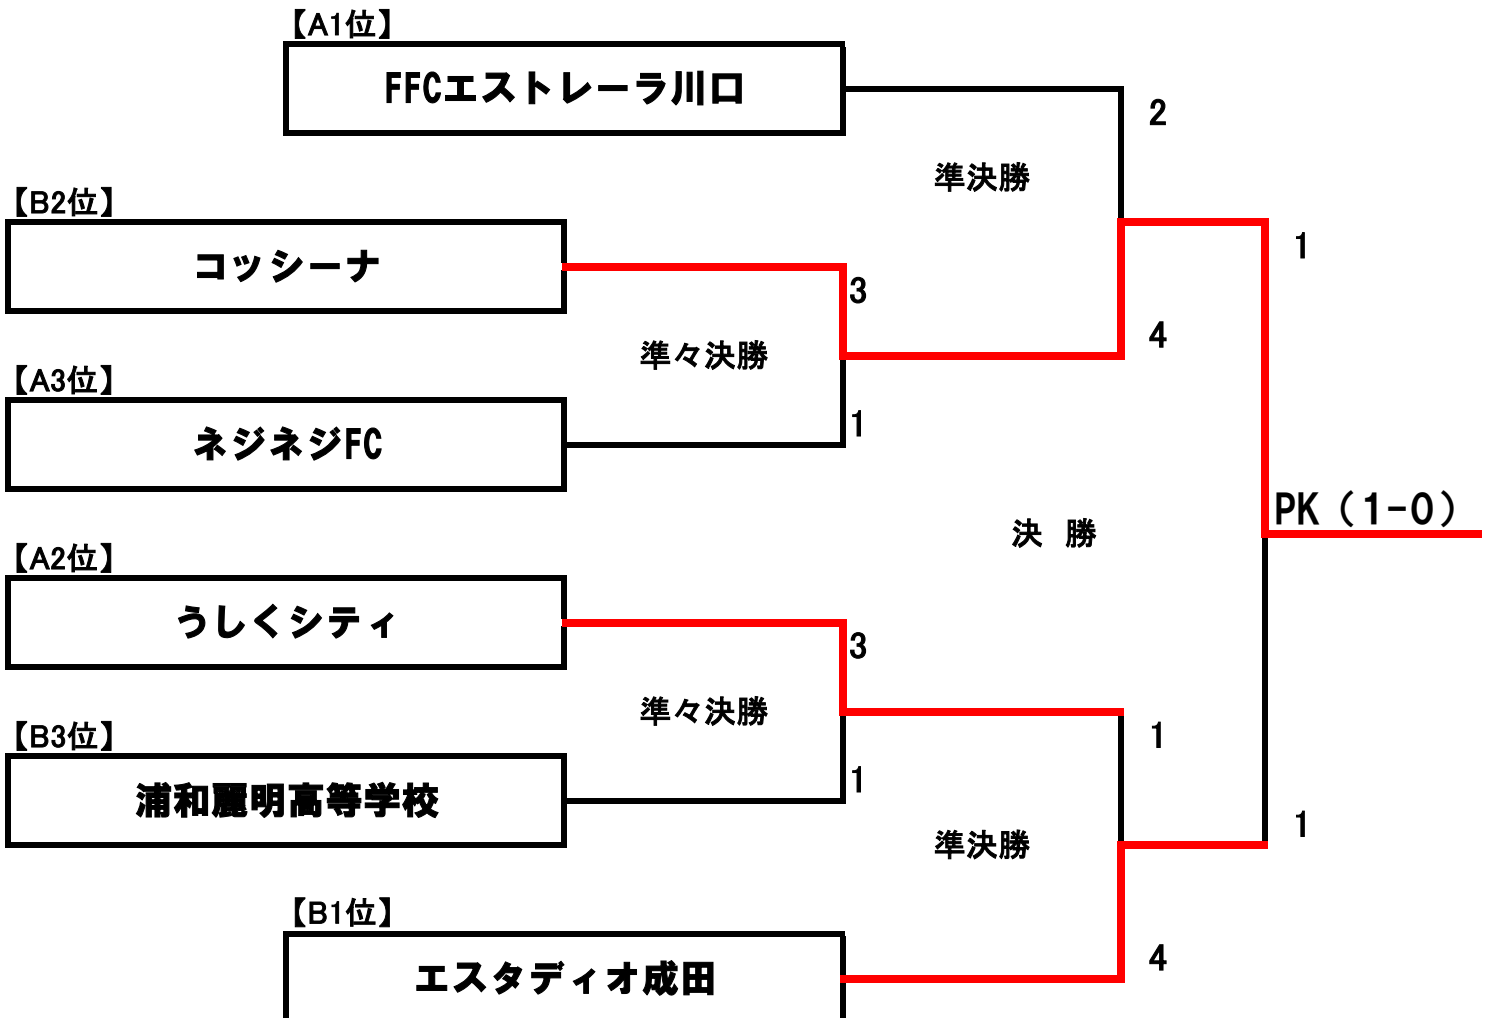 【A1位】
FFCエストレーラ川口
2
準決勝
【B2位】
コッシーナ
1
3
4
準々決勝
【A3位】
1
ネジネジFC
PK（1-0）
決 勝
【A2位】
うしくシティ
3
準々決勝
1
【B3位】
1
浦和麗明高等学校
1
準決勝
【B1位】
4
エスタディオ成田